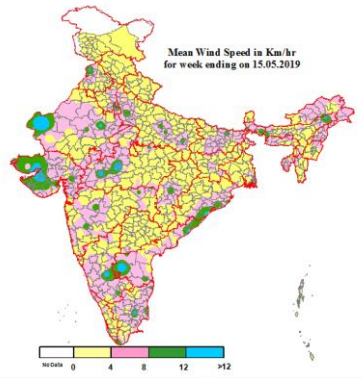 Mean Wind Speed in Km/hr
for week ending on 15.05.2019
No Data 0 4 8 12 >12